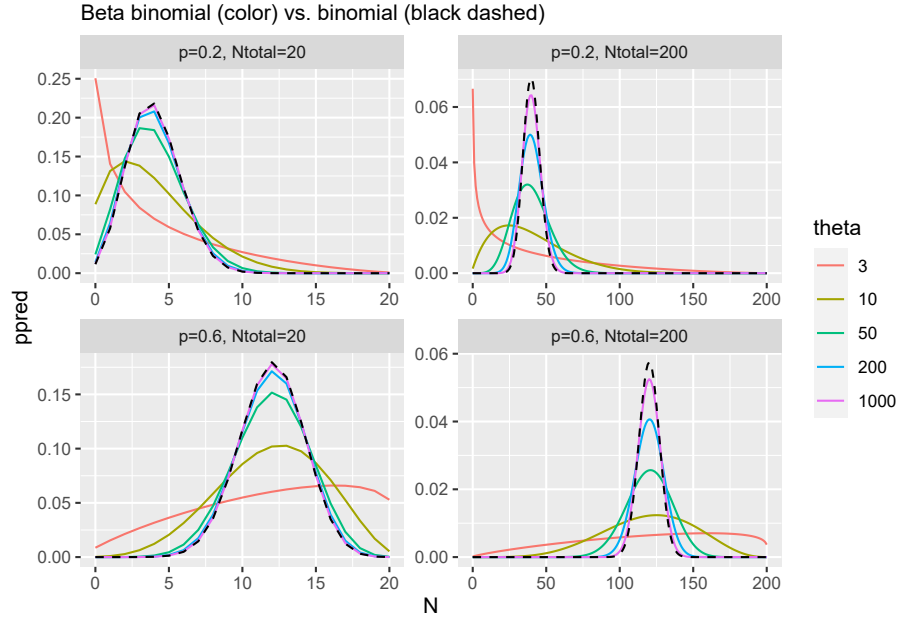 Beta binomial (color) vs. binomial (black dashed)
p=0.2, Ntotal=20
p=0.2, Ntotal=200
0.25
0.20
0.15
0.10
0.05
0.00
0 5 10 15 20
0.06
0.04
0.02
0.00
0 50 100 150 200
p=0.6, Ntotal=20
p=0.6, Ntotal=200
0.15
0.10
0.05
0.00
0 5 10 15 20
0.06
0.04
0.02
0.00
0 50 100 150 200
ppred
N
theta
3
10
50
200
1000